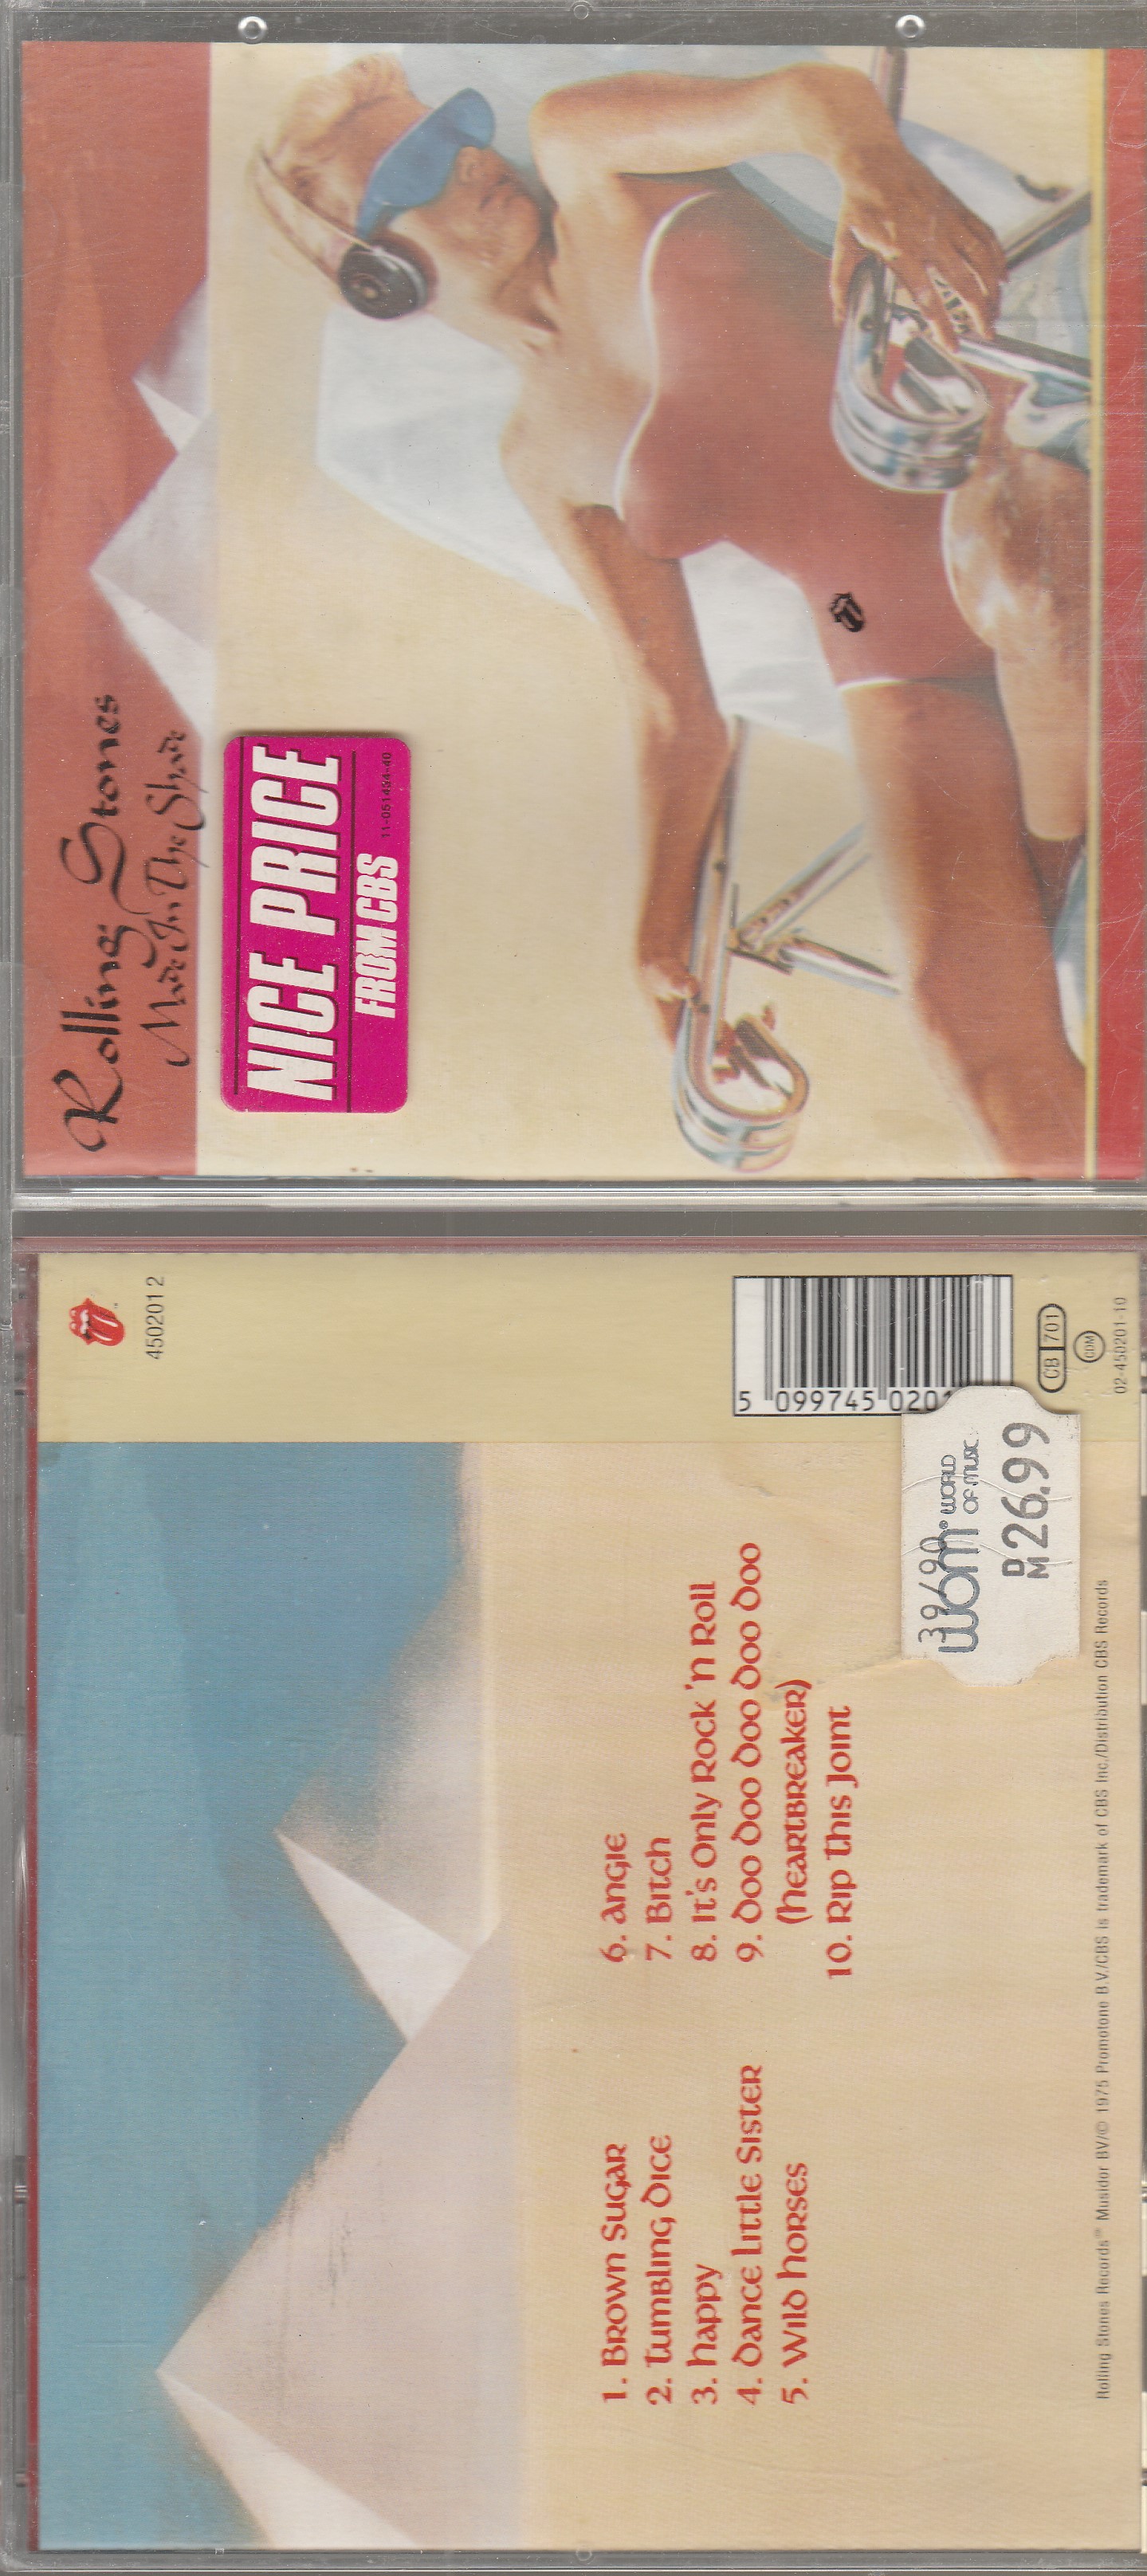 Rolling Stones
Made In The Shade
NICE PRICE
FROM CBS
11-051494-40
450201 2
5 099745 020
CB 701
CDM
02-450201-10
39/90
WOM® WORLD
OF MUSIC
DM 26.99
1. Brown Sugar
2. Tumbling Dice
3. Happy
4. Dance Little Sister
5. Wild Horses
6. Angie
7. Bitch
8. It's Only Rock 'n Roll
9. Doo Doo Doo Doo Doo
(Heartbreaker)
10. Rip This Joint
Rolling Stones Records™ Musidor BV/© 1975 Promotone B.V./CBS is trademark of CBS Inc./Distribution CBS Records